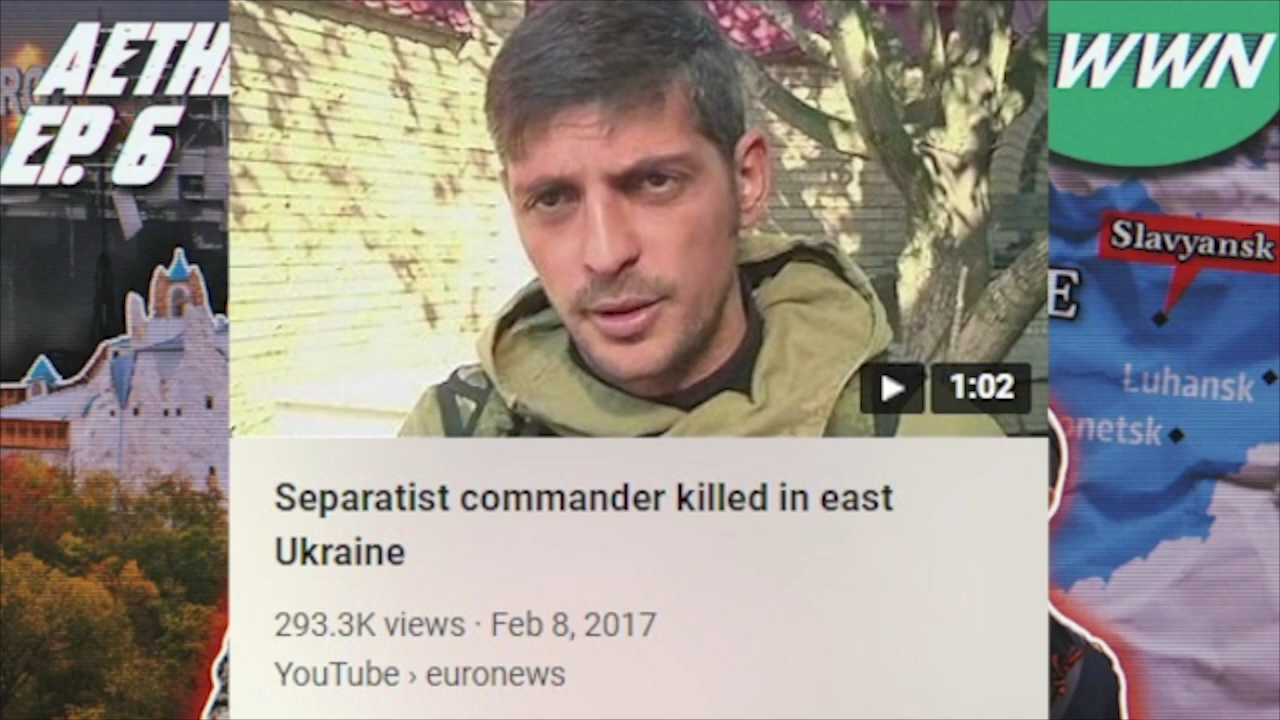 AETH
EP. 6
WWN
Slavyansk
E
Luhansk
netsk
1:02
Separatist commander killed in east
Ukraine
293.3K views · Feb 8, 2017
YouTube › euronews